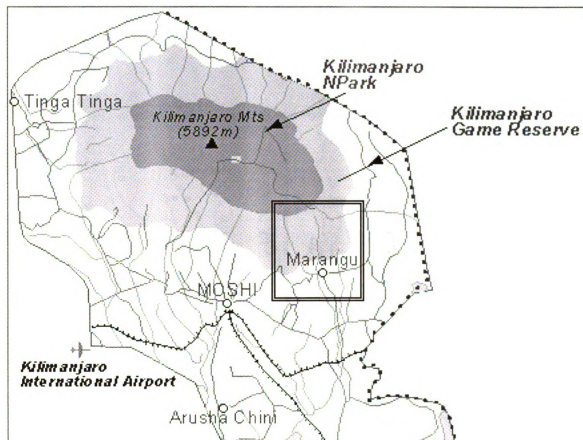 Kilimanjaro
NPark
Kilimanjaro
Game Reserve
Tinga Tinga
Kilimanjaro Mts
(5892m)
Marangu
MOSHI
Kilimanjaro
International Airport
Arusha Chini